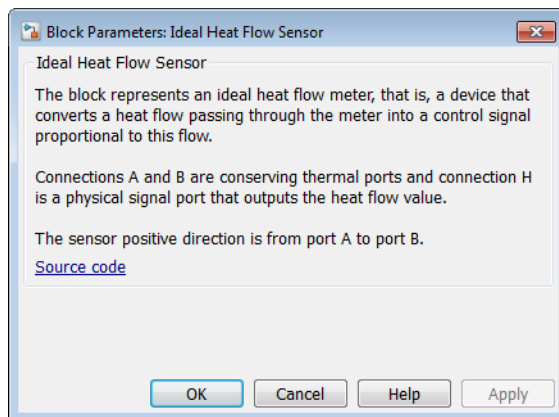 Block Parameters: Ideal Heat Flow Sensor
Ideal Heat Flow Sensor
The block represents an ideal heat flow meter, that is, a device that
converts a heat flow passing through the meter into a control signal
proportional to this flow.
Connections A and B are conserving thermal ports and connection H
is a physical signal port that outputs the heat flow value.
The sensor positive direction is from port A to port B.
Source code
OK Cancel Help Apply